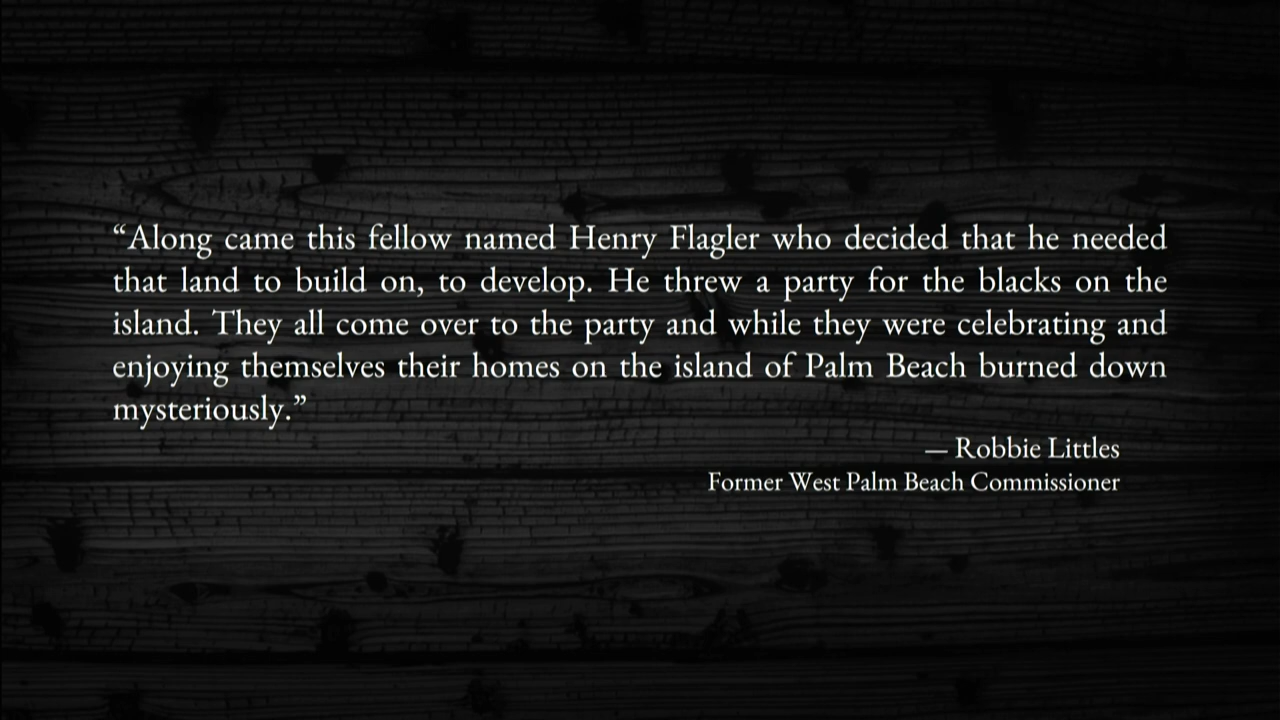 “Along came this fellow named Henry Flagler who decided that he needed
that land to build on, to develop. He threw a party for the blacks on the
island. They all come over to the party and while they were celebrating and
enjoying themselves their homes on the island of Palm Beach burned down
mysteriously.”
— Robbie Littles
Former West Palm Beach Commissioner